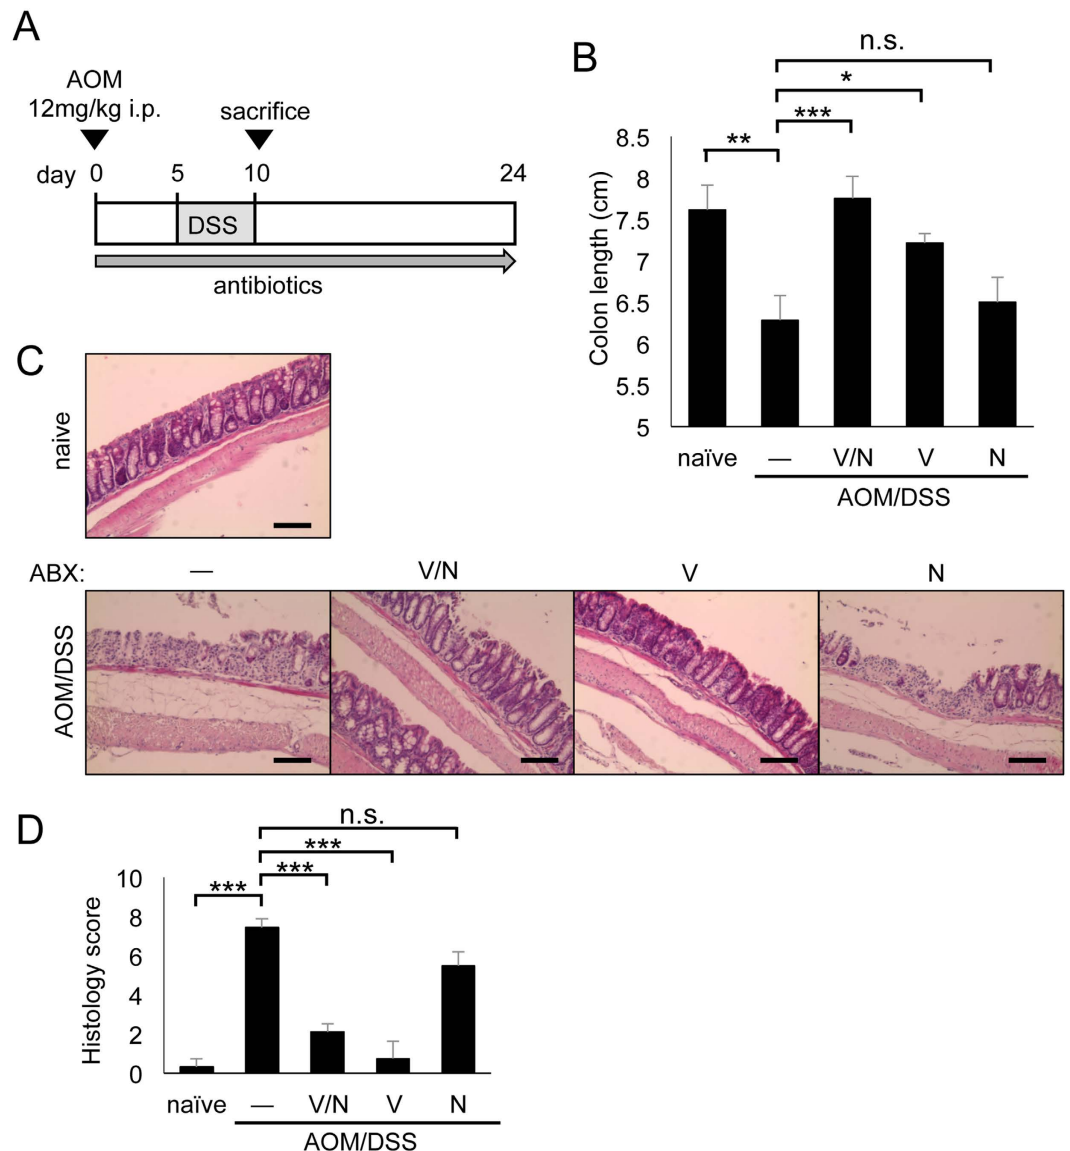 A
AOM
12mg/kg i.p.
sacrifice
day 0 5 10 24
DSS
antibiotics
B
n.s.
*
***
**
8.5
8
7.5
7
6.5
6
5.5
5
Colon length (cm)
naïve — V/N V N
AOM/DSS
C
naive
ABX: — V/N V N
AOM/DSS
D
n.s.
***
***
***
10
8
6
4
2
0
Histology score
naïve — V/N V N
AOM/DSS